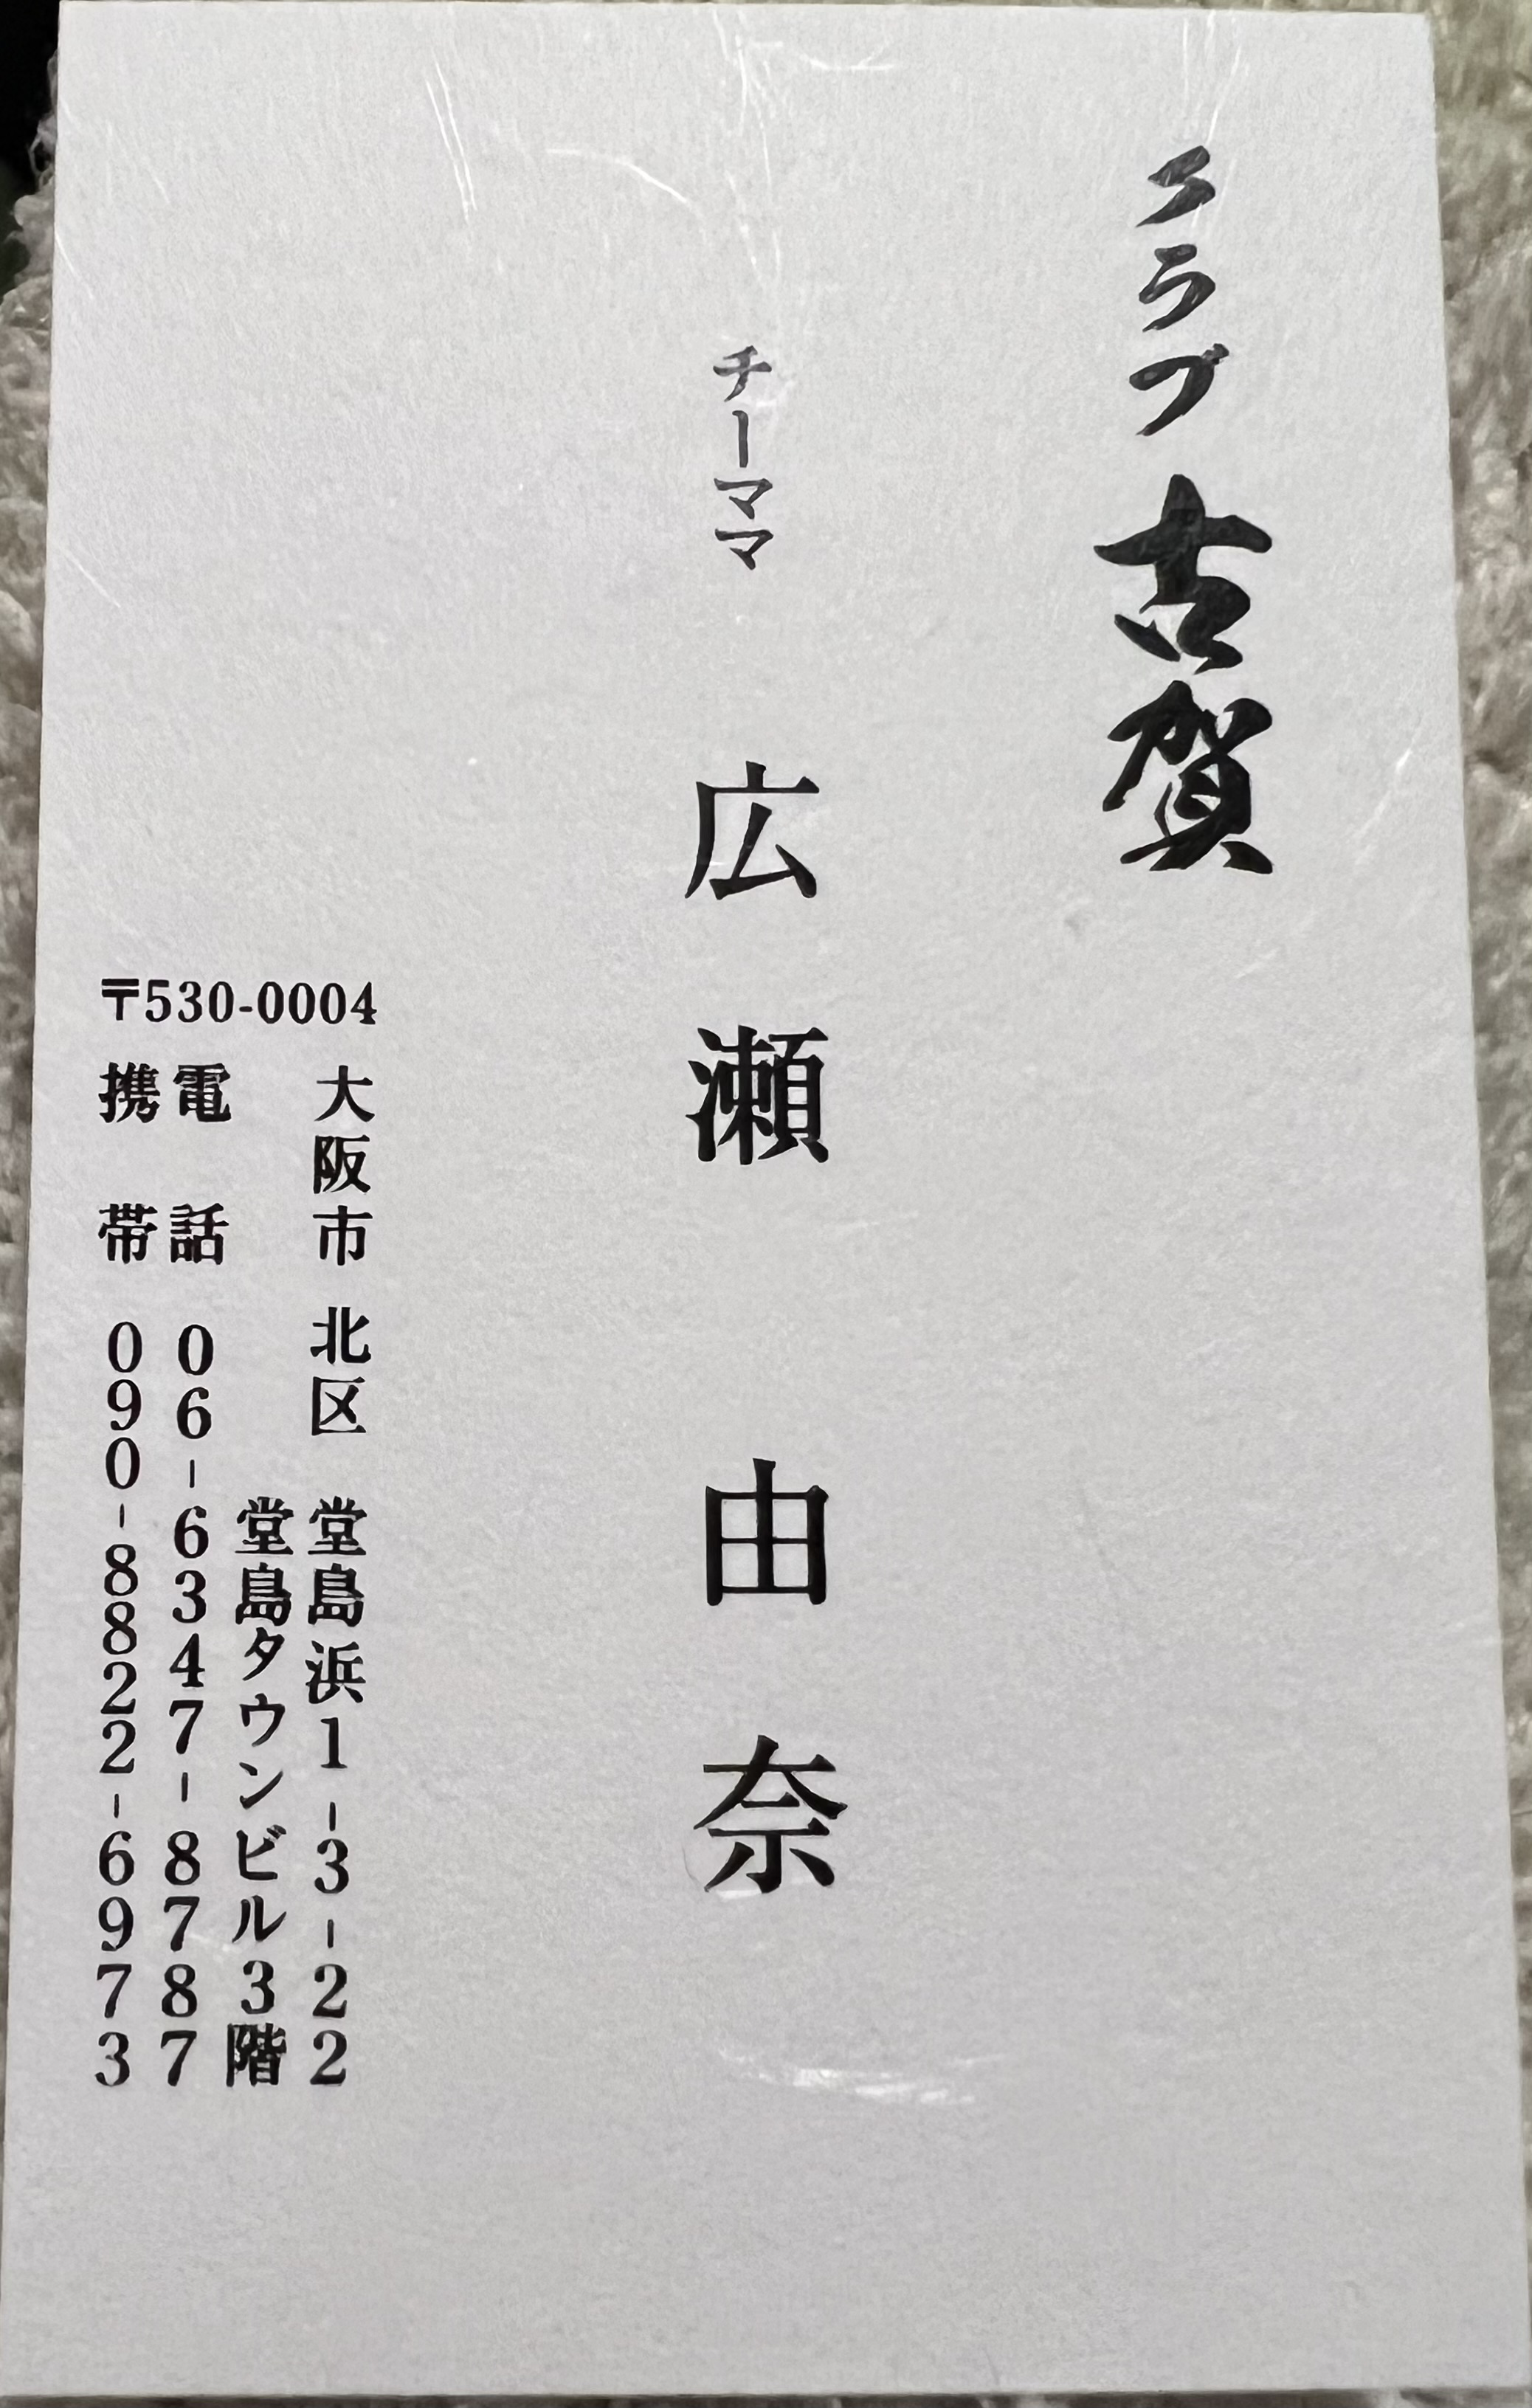 クラブ 古賀
チーママ
広瀬 由奈
〒530-0004
大阪市 北区 堂島浜1-3-22
堂島タウンビル3階
電話 06-6347-8787
携帯 090-8822-6973